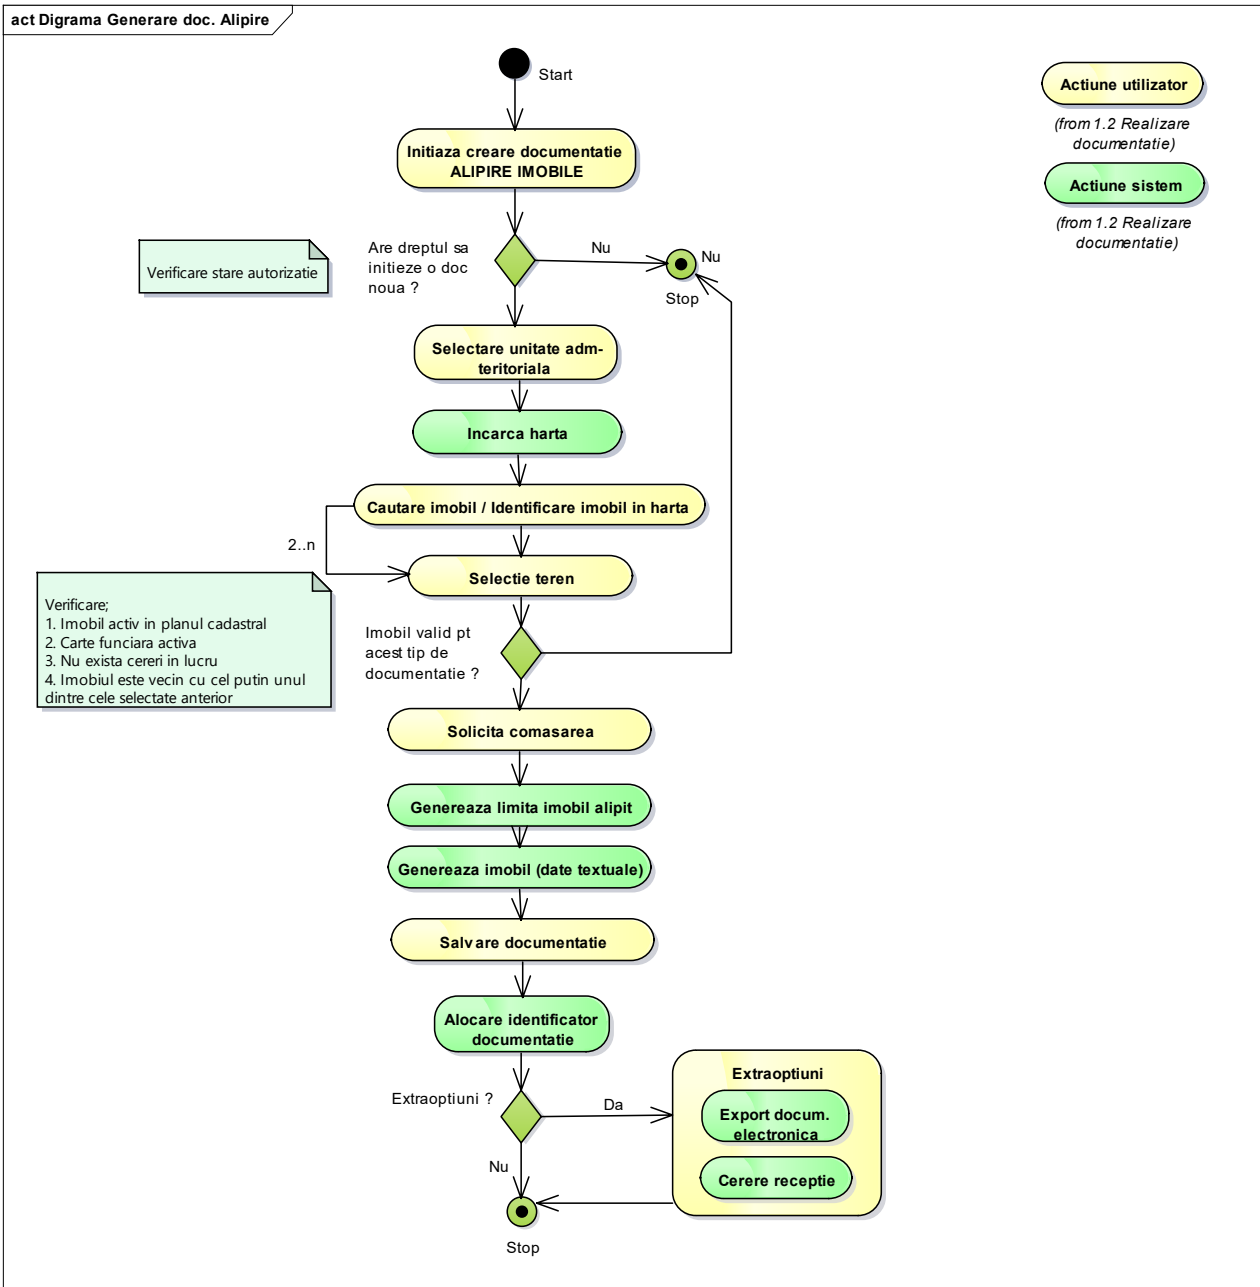 act Digrama Generare doc. Alipire
Start
Actiune utilizator
(from 1.2 Realizare
documentatie)
Actiune sistem
(from 1.2 Realizare
documentatie)
Initiaza creare documentatie
ALIPIRE IMOBILE
Verificare stare autorizatie
Are dreptul sa
initieze o doc
noua ?
Nu
Nu
Stop
Selectare unitate adm-
teritoriala
Incarca harta
Cautare imobil / Identificare imobil in harta
2..n
Selectie teren
Verificare;
1. Imobil activ in planul cadastral
2. Carte funciara activa
3. Nu exista cereri in lucru
4. Imobiul este vecin cu cel putin unul
dintre cele selectate anterior
Imobil valid pt
acest tip de
documentatie ?
Solicita comasarea
Genereaza limita imobil alipit
Genereaza imobil (date textuale)
Salvare documentatie
Alocare identificator
documentatie
Extraoptiuni ?
Da
Nu
Extraoptiuni
Export docum.
electronica
Cerere receptie
Stop